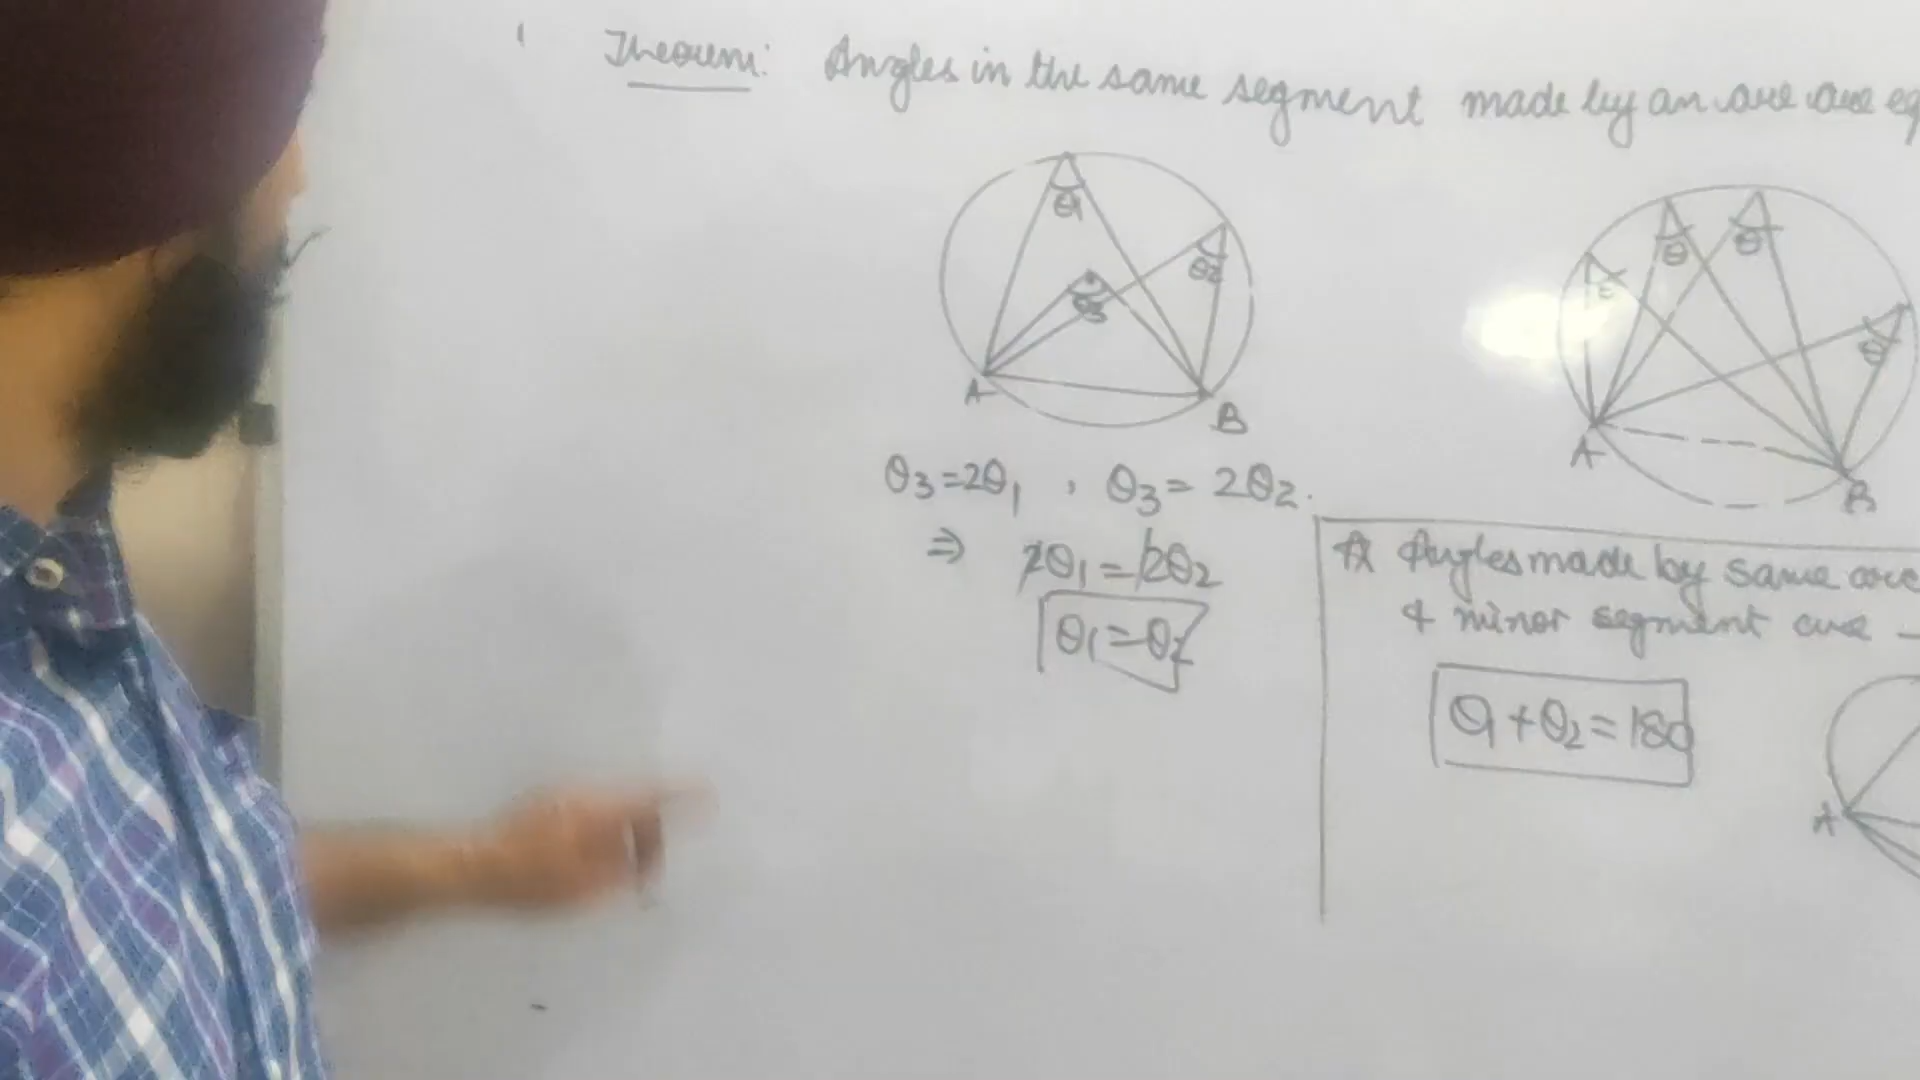 Theorem: Angles in the same segment made by an arc are eq
θ1
θ2
θ3
A
B
θ3=2θ1 , θ3=2θ2.
⇒ 2θ1=2θ2
θ1=θ2
θ
θ
θ
θ
A
B
☆ Angles made by same arc
& minor segment are –
θ1+θ2=180
A